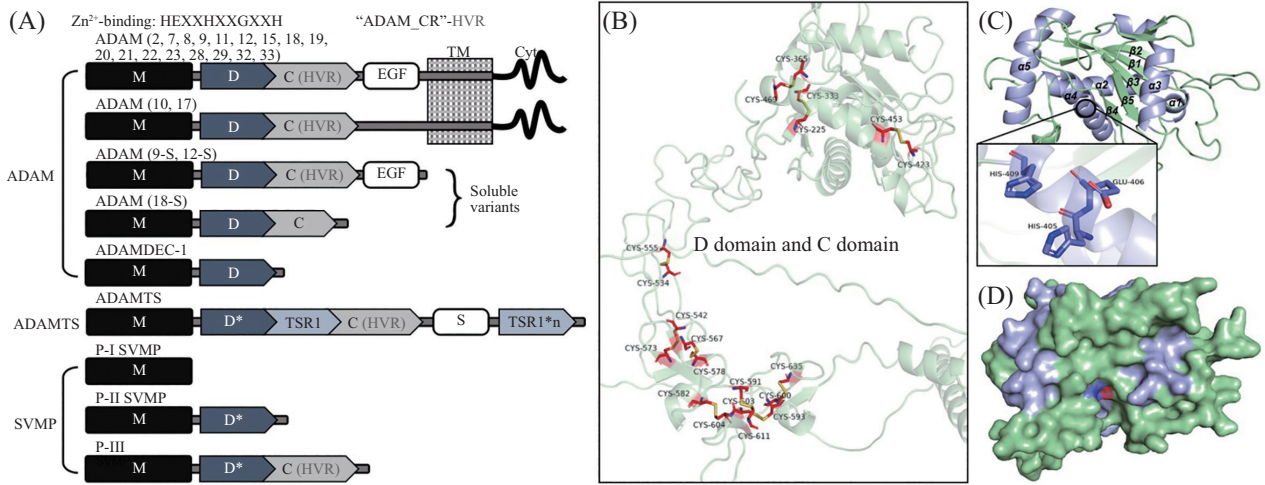 (A)
Zn²⁺-binding: HEXXHXXGXXH
"ADAM_CR"-HVR
ADAM (2, 7, 8, 9, 11, 12, 15, 18, 19,
20, 21, 22, 23, 28, 29, 32, 33)
TM
Cyt
M
D
C (HVR)
EGF
ADAM (10, 17)
M
D
C (HVR)
ADAM (9-S, 12-S)
M
D
C (HVR)
EGF
ADAM
Soluble
variants
ADAM (18-S)
M
D
C
ADAMDEC-1
M
D
ADAMTS
ADAMTS
M
D*
TSR1
C (HVR)
S
TSR1*n
P-I SVMP
M
P-II SVMP
SVMP
M
D*
P-III
M
D*
C (HVR)
(B)
CYS-365
CYS-469
CYS-333
CYS-225
CYS-453
CYS-423
D domain and C domain
CYS-555
CYS-534
CYS-542
CYS-573
CYS-567
CYS-578
CYS-591
CYS-635
CYS-582
CYS-600
CYS-604
CYS-593
CYS-611
(C)
α5
α4
α2
β2
β1
β3
β5
β4
α3
α1
HIS-409
GLU-406
HIS-405
(D)